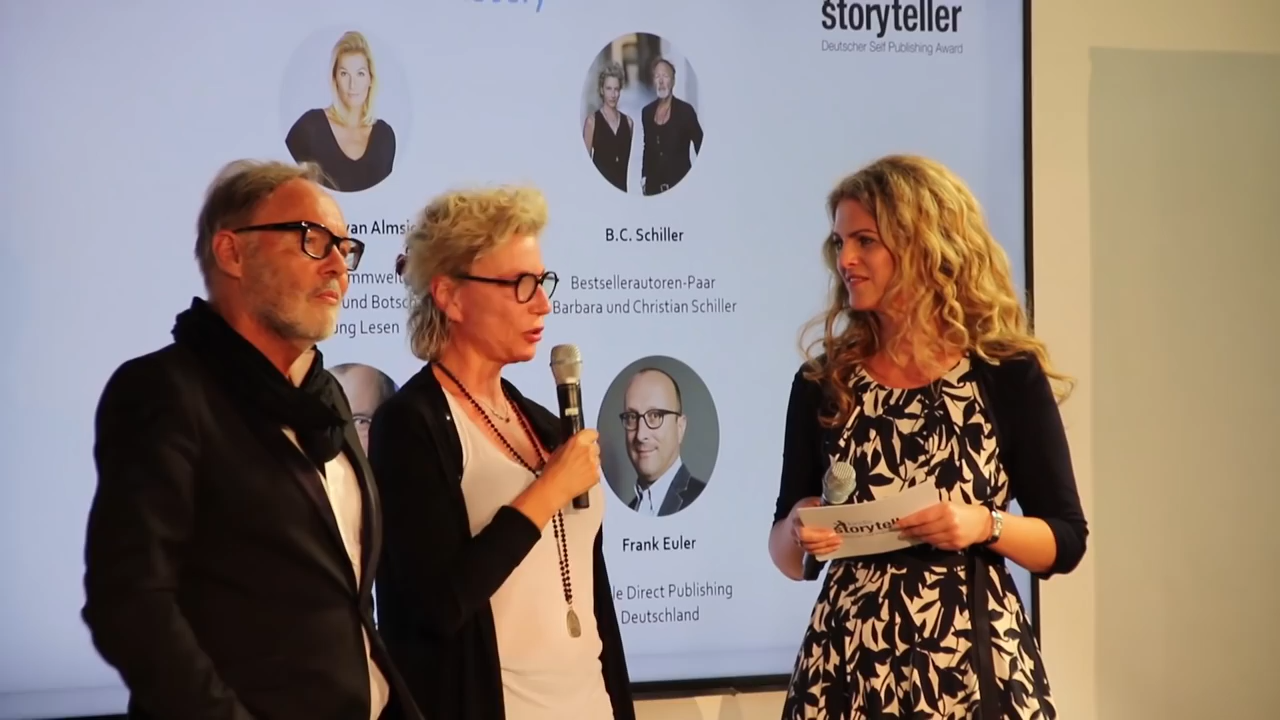 storyteller
Deutscher Self Publishing Award
van Almsi
B.C. Schiller
mmwelt
und Botsch
ung Lesen
Bestsellerautoren-Paar
Barbara und Christian Schiller
Frank Euler
le Direct Publishing
Deutschland
storytell